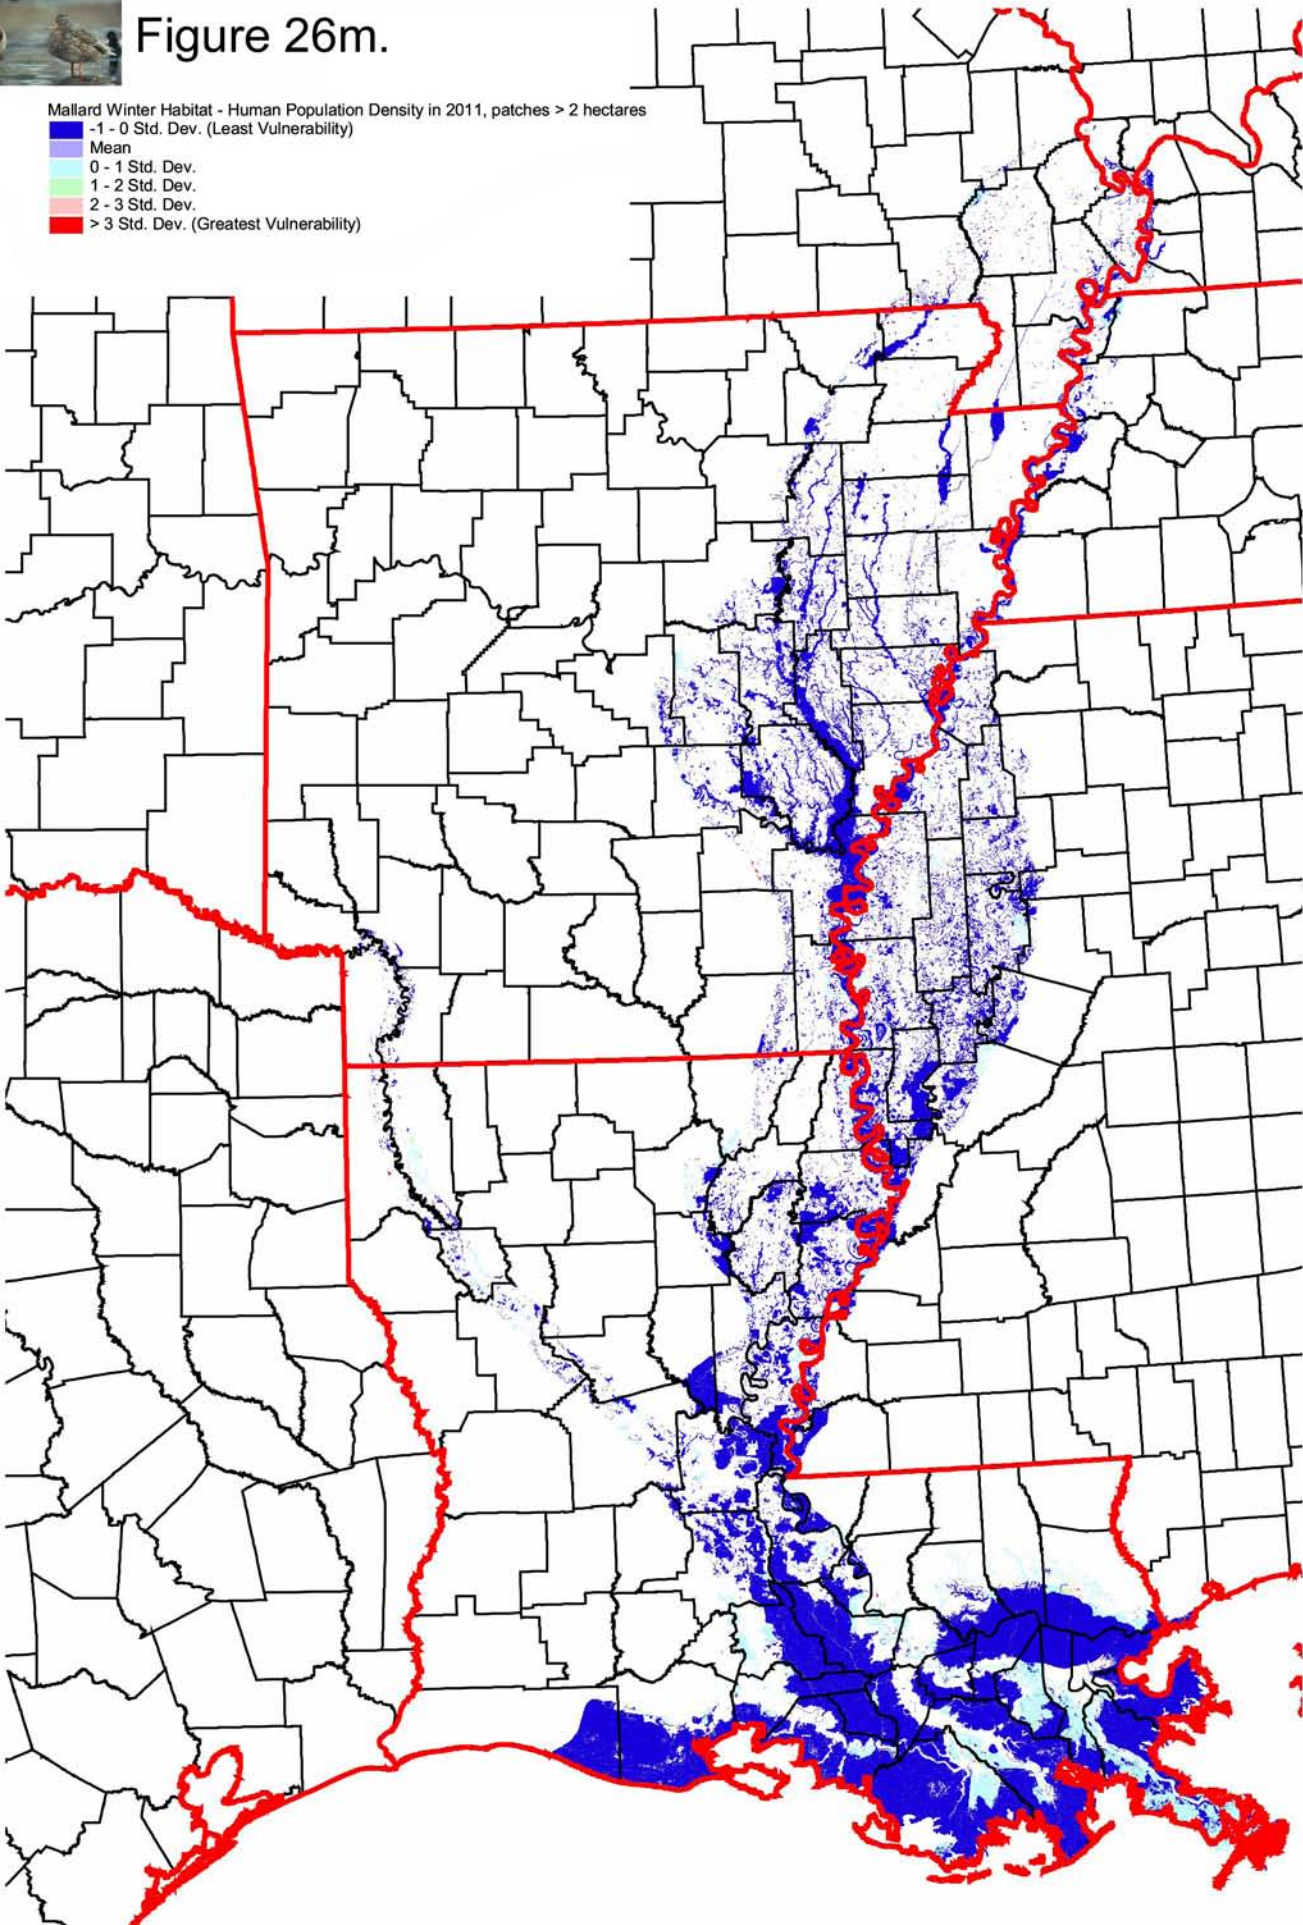 Figure 26m.
Mallard Winter Habitat - Human Population Density in 2011, patches > 2 hectares
-1 - 0 Std. Dev. (Least Vulnerability)
Mean
0 - 1 Std. Dev.
1 - 2 Std. Dev.
2 - 3 Std. Dev.
> 3 Std. Dev. (Greatest Vulnerability)